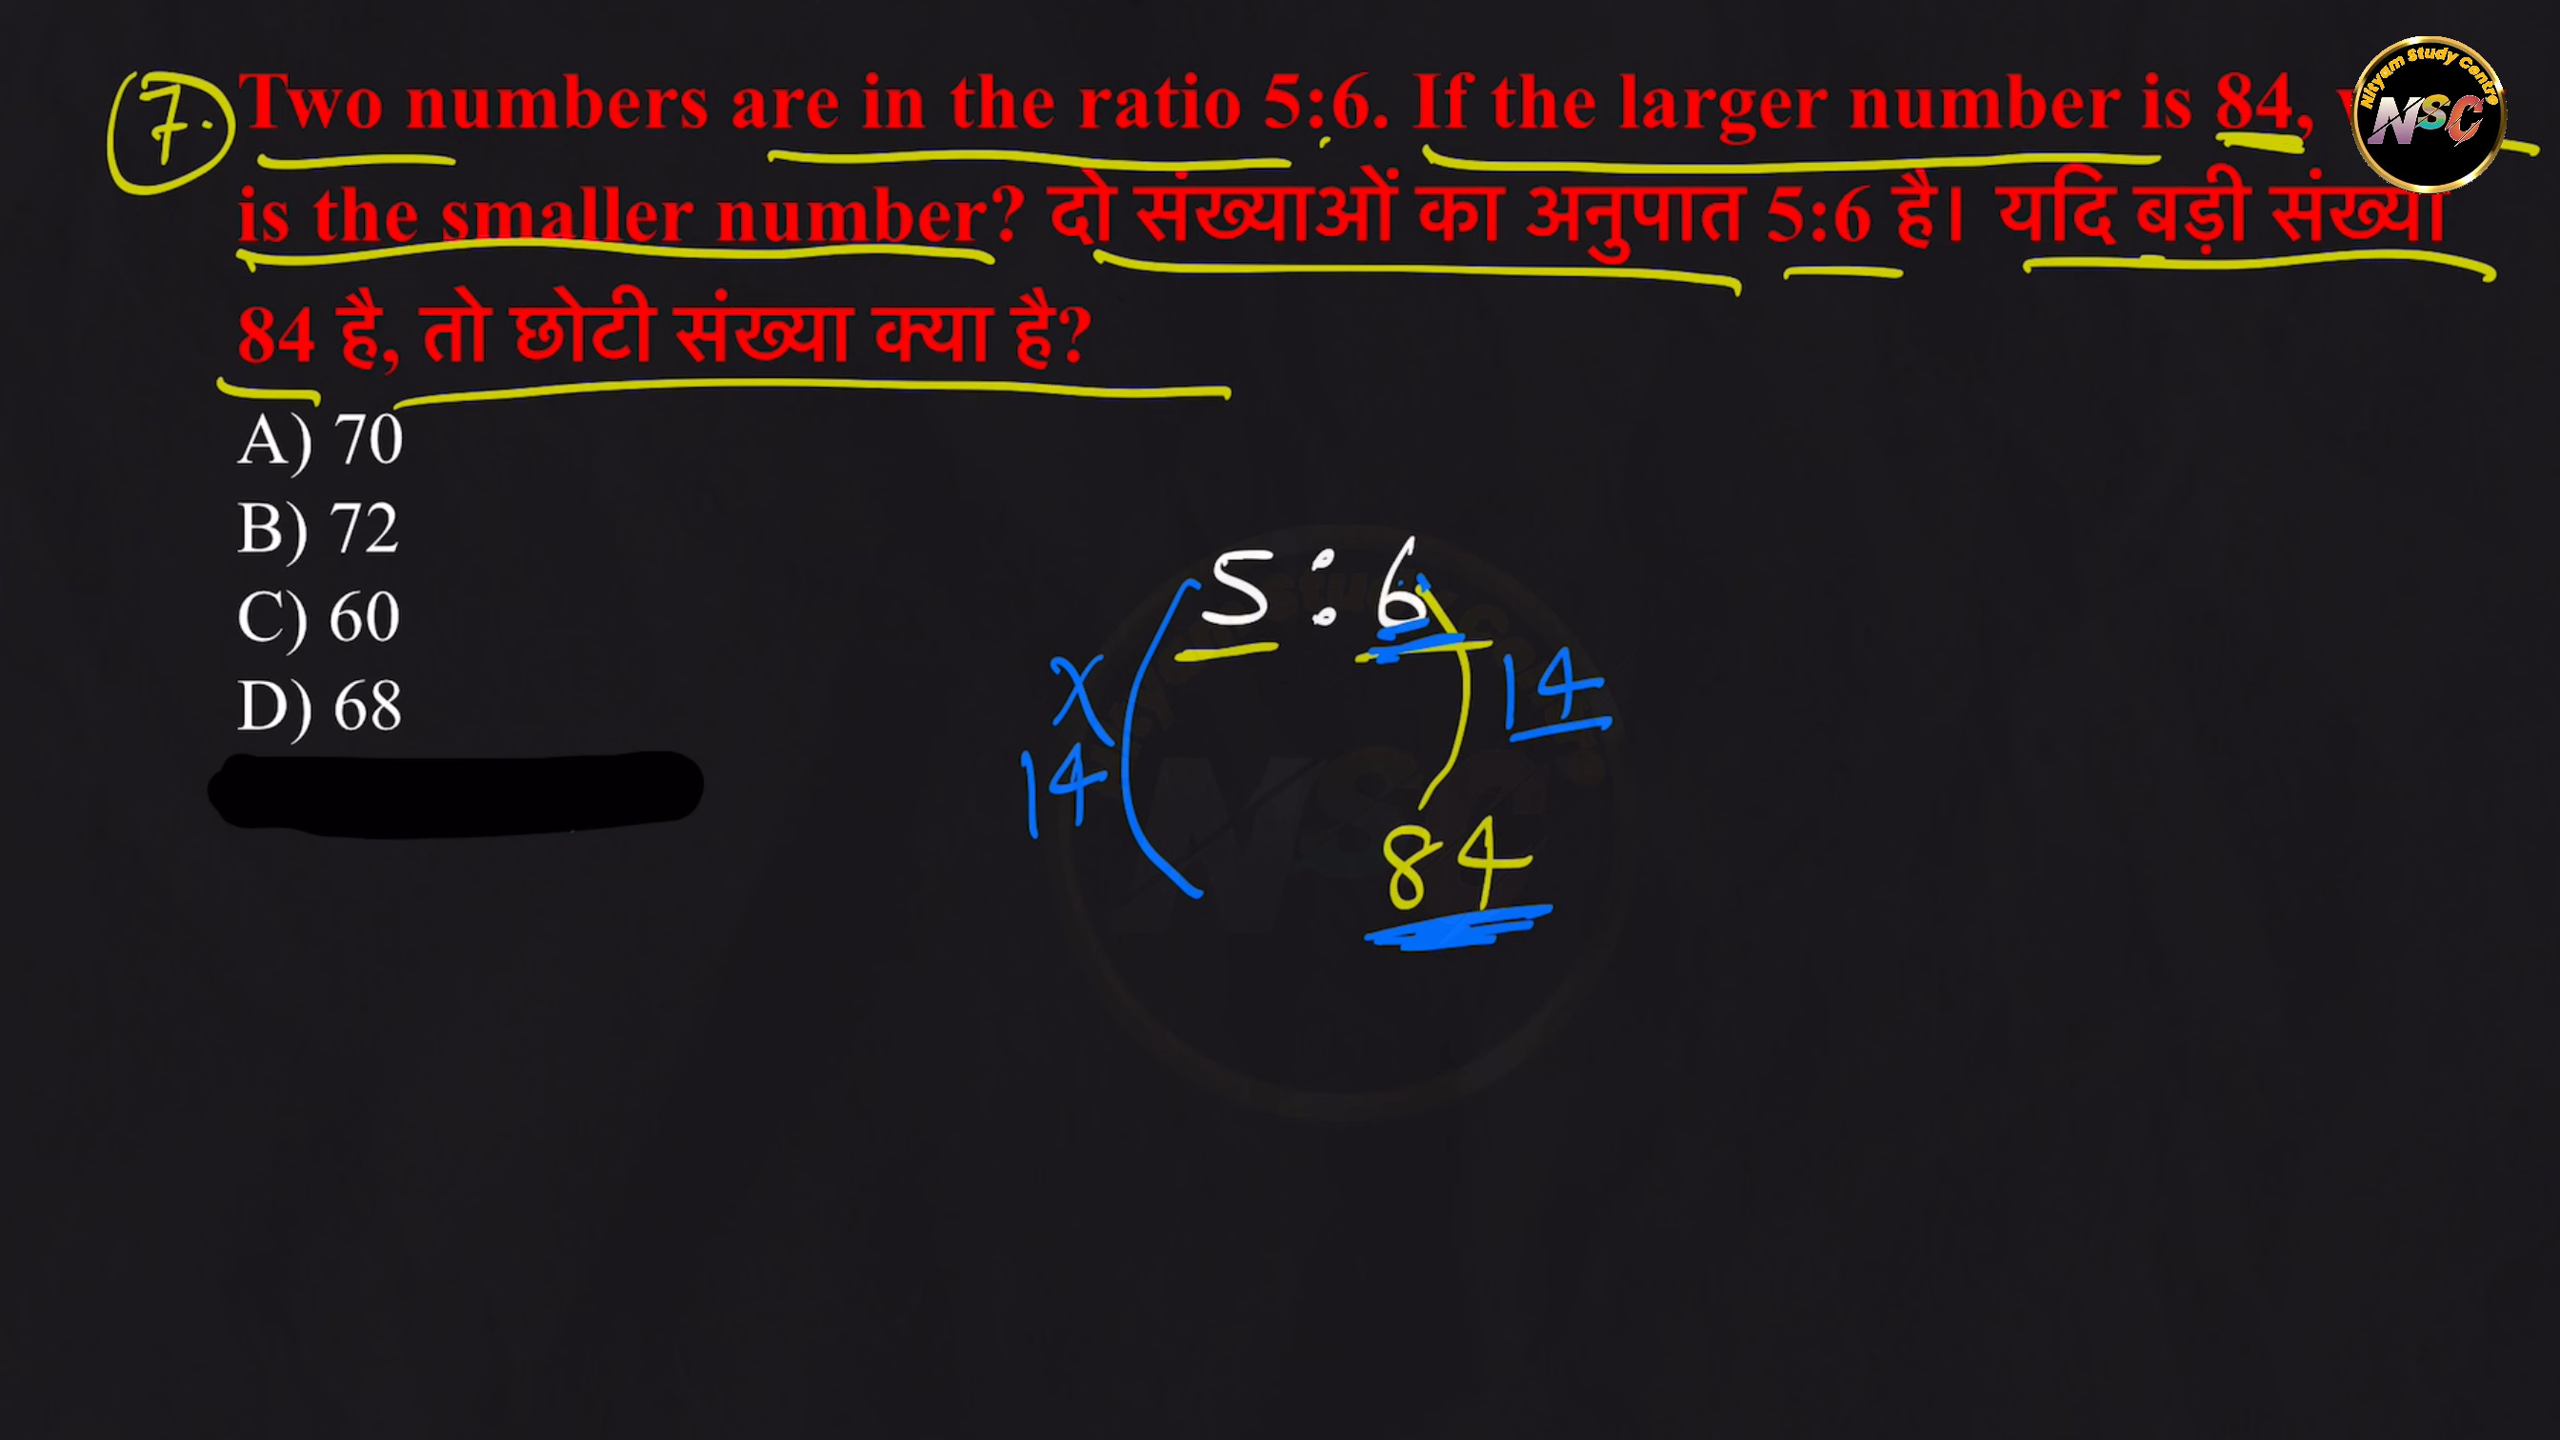 7. Two numbers are in the ratio 5:6. If the larger number is 84,
is the smaller number? दो संख्याओं का अनुपात 5:6 है। यदि बड़ी संख्या
84 है, तो छोटी संख्या क्या है?
A) 70
B) 72
C) 60
D) 68
5 : 6
x 14
14
84
Nityam Study Centre
NSC